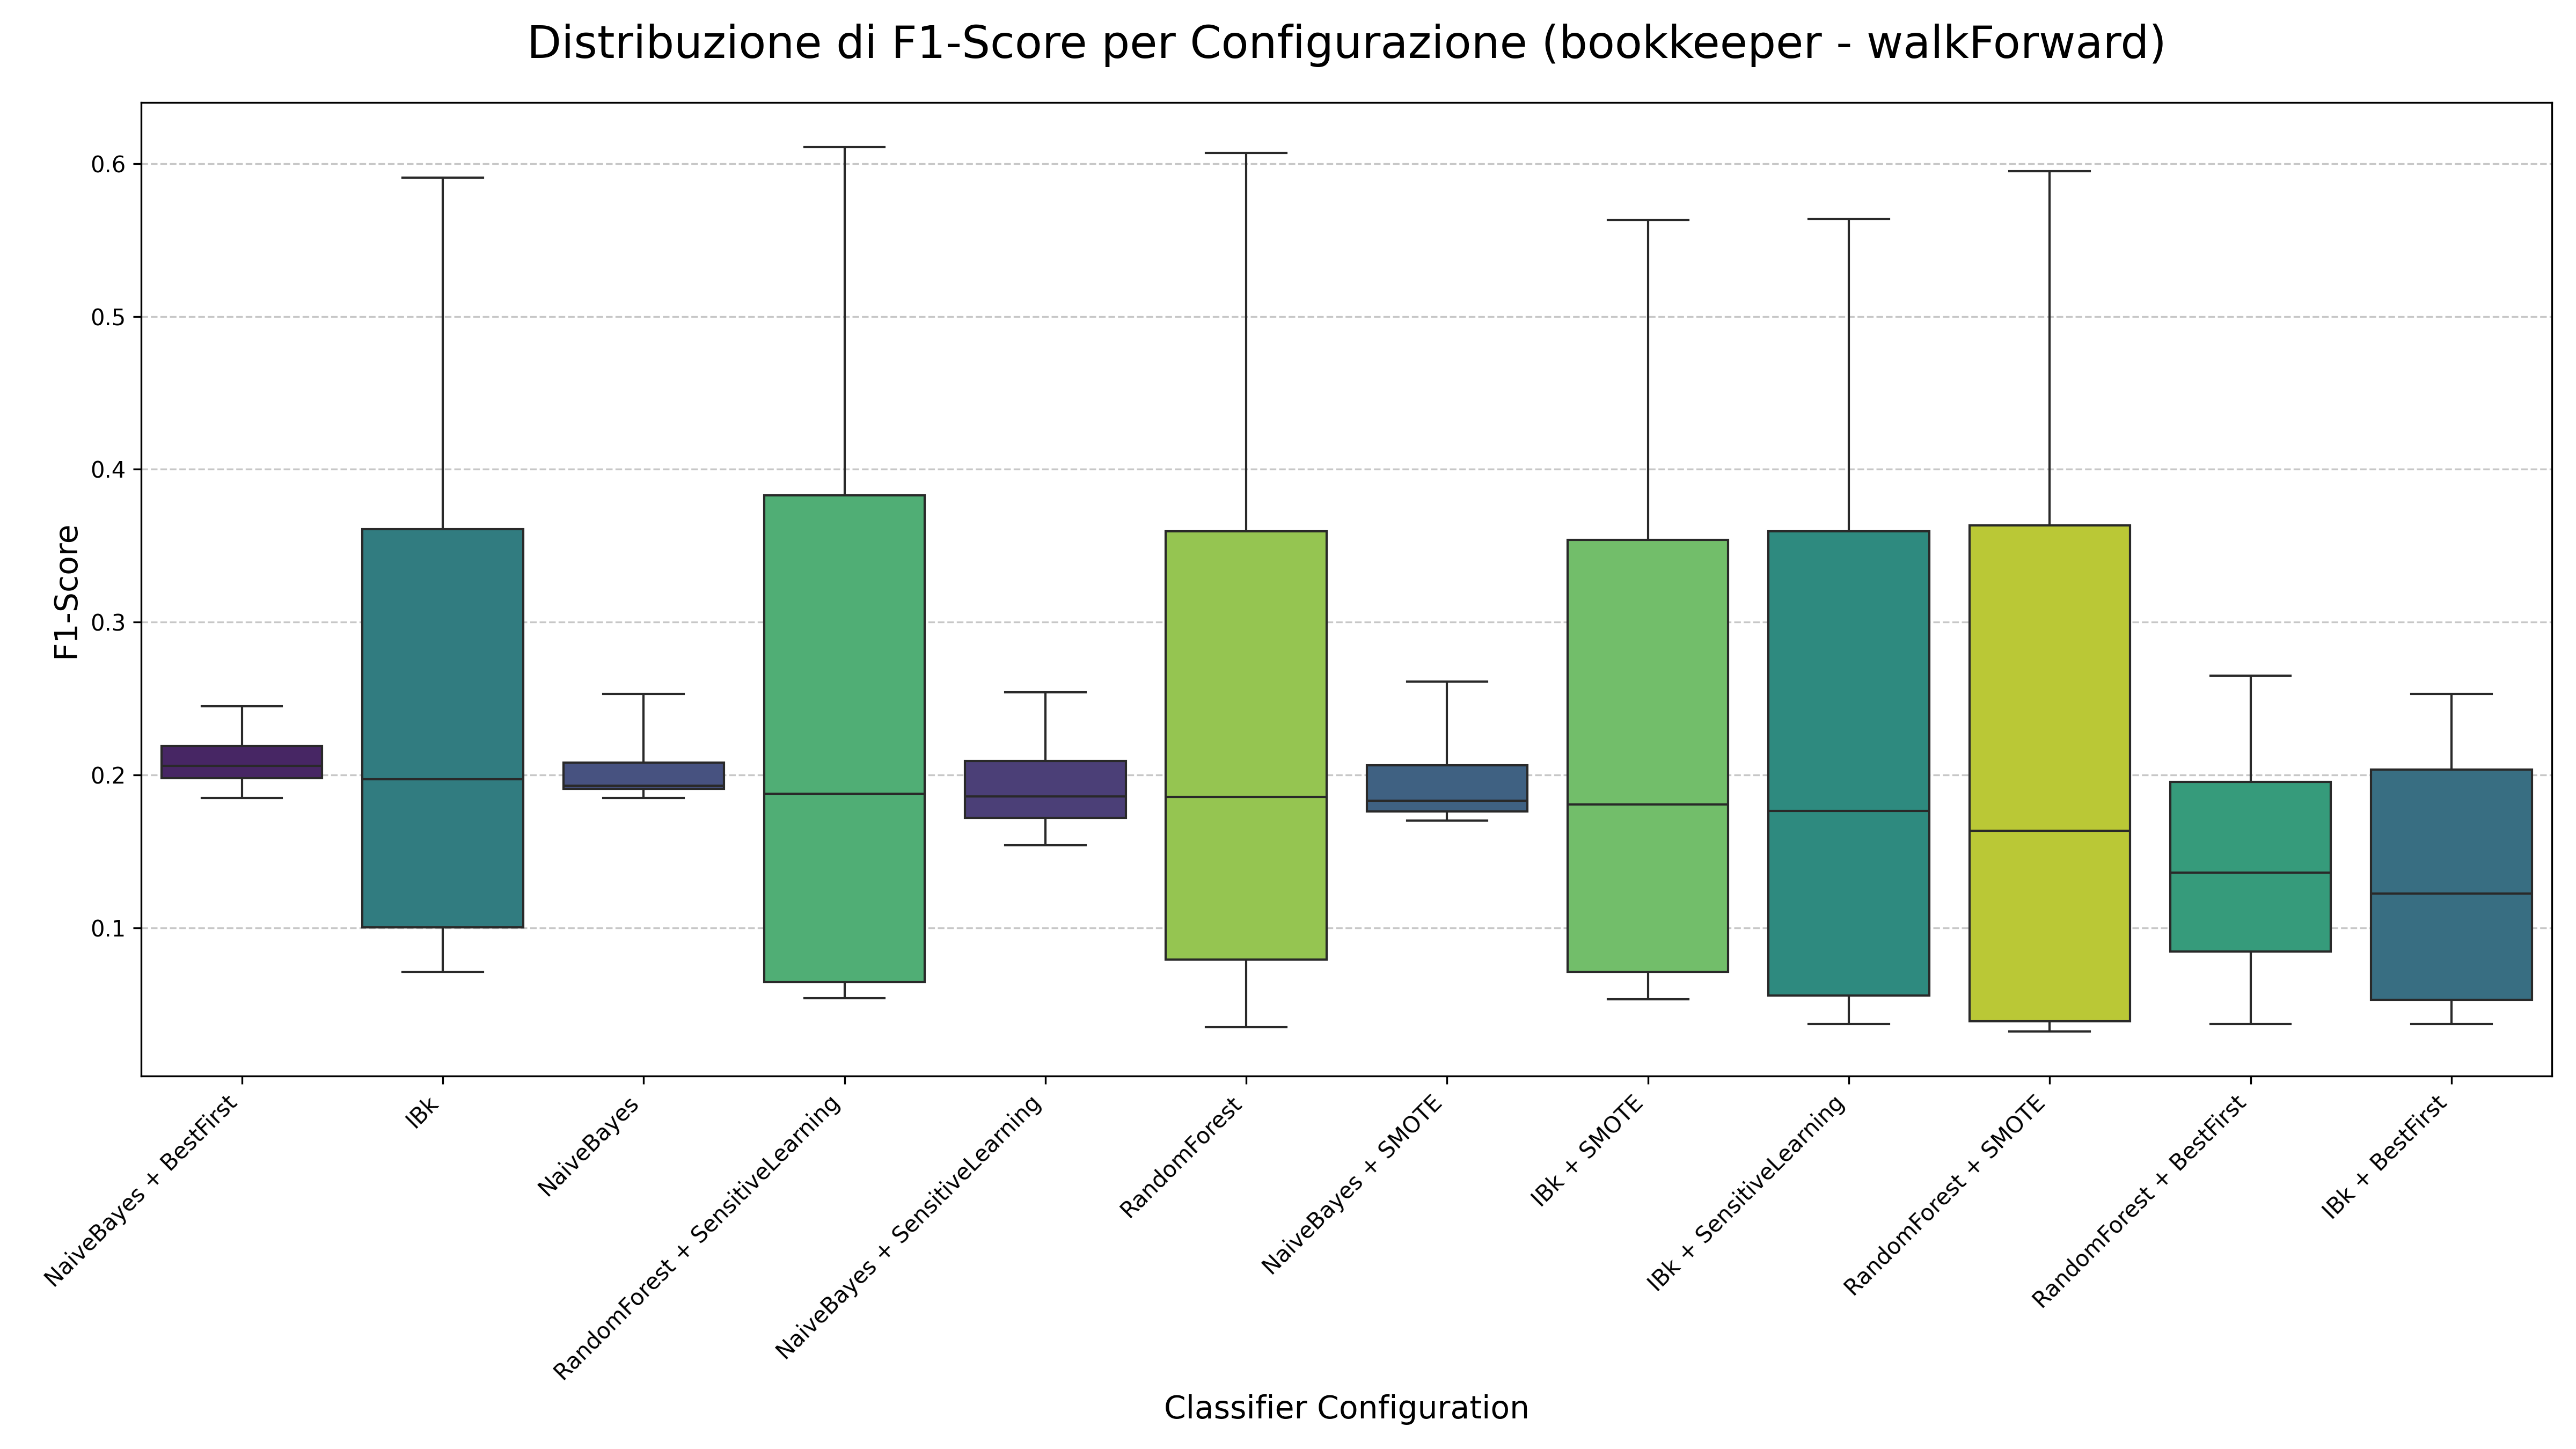 Distribuzione di F1-Score per Configurazione (bookkeeper - walkForward)
F1-Score
0.6
0.5
0.4
0.3
0.2
0.1
NaiveBayes + BestFirst
IBk
NaiveBayes
RandomForest + SensitiveLearning
NaiveBayes + SensitiveLearning
RandomForest
NaiveBayes + SMOTE
IBk + SMOTE
IBk + SensitiveLearning
RandomForest + SMOTE
RandomForest + BestFirst
IBk + BestFirst
Classifier Configuration